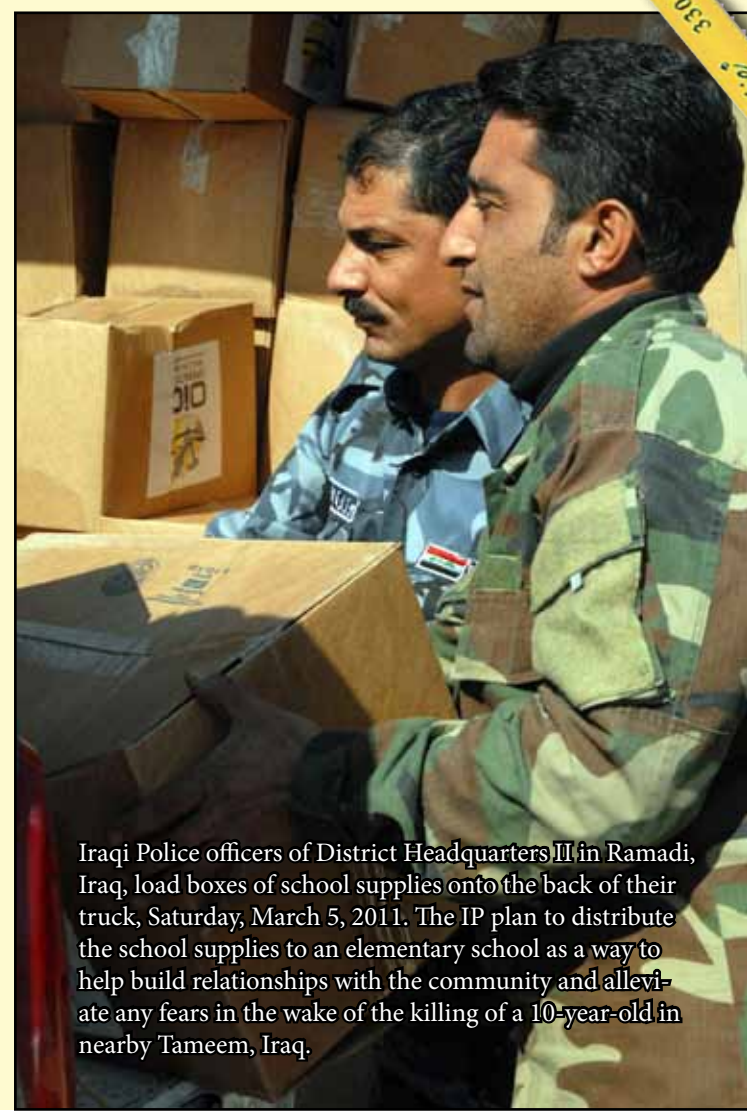 330
OIC
Iraqi Police officers of District Headquarters II in Ramadi,
Iraq, load boxes of school supplies onto the back of their
truck, Saturday, March 5, 2011. The IP plan to distribute
the school supplies to an elementary school as a way to
help build relationships with the community and allevi-
ate any fears in the wake of the killing of a 10-year-old in
nearby Tameem, Iraq.